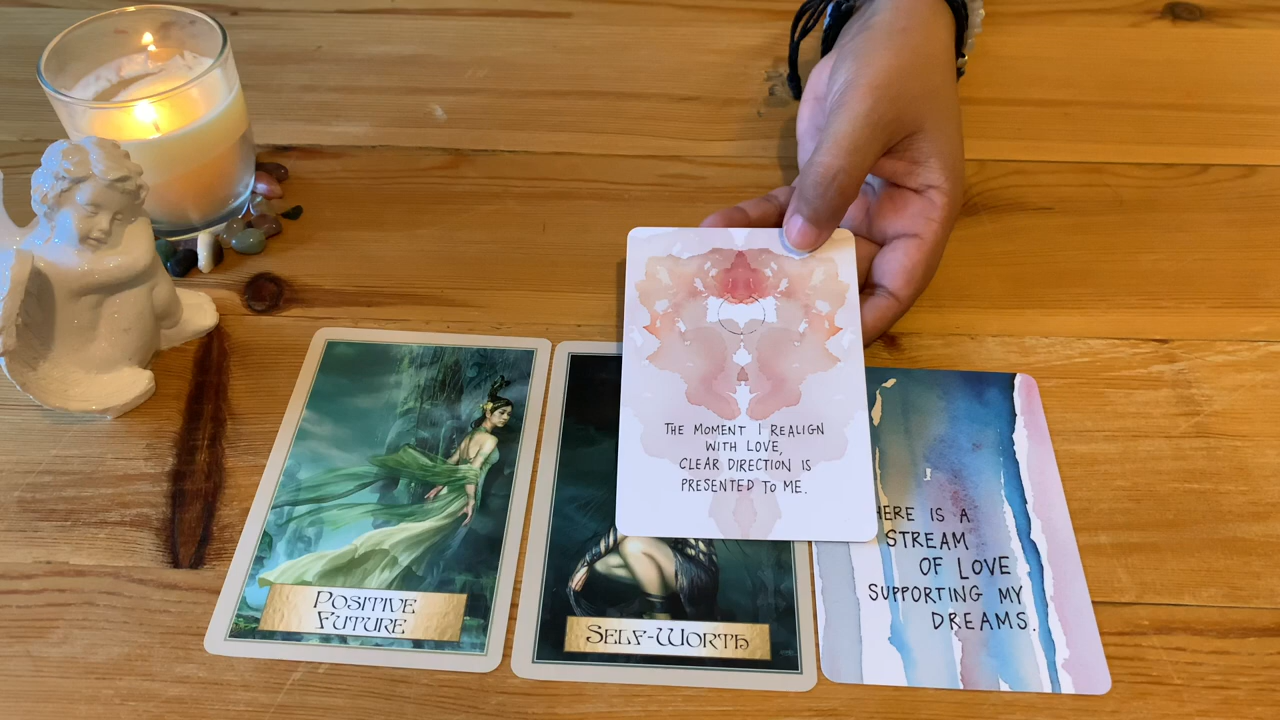 POSITIVE
FUTURE
SELF-WORTH
THE MOMENT I REALIGN
WITH LOVE,
CLEAR DIRECTION IS
PRESENTED TO ME.
HERE IS A
STREAM
OF LOVE
SUPPORTING MY
DREAMS.